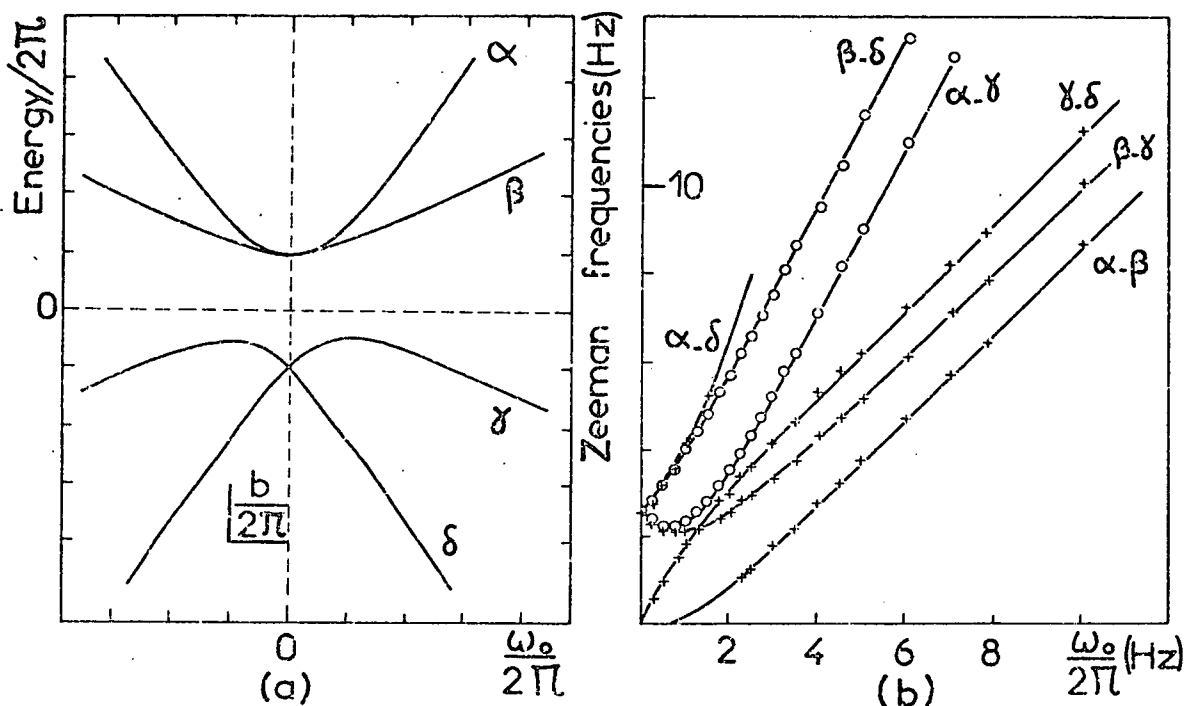 Energy/2Π
0
α
β
γ
δ
b
2Π
0
ω₀
2Π
(a)
Zeeman frequencies(Hz)
10
β-δ
α-γ
γ-δ
β-γ
α-β
α-δ
2
4
6
8
ω₀
2Π
(Hz)
(b)